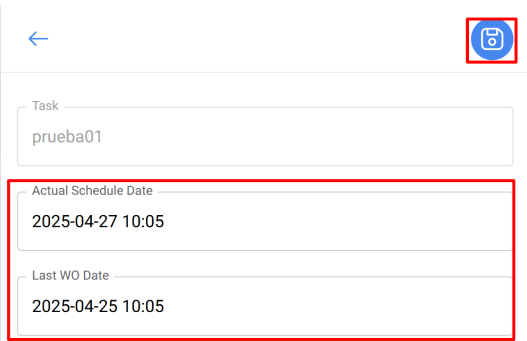 Task
prueba01
Actual Schedule Date
2025-04-27 10:05
Last WO Date
2025-04-25 10:05